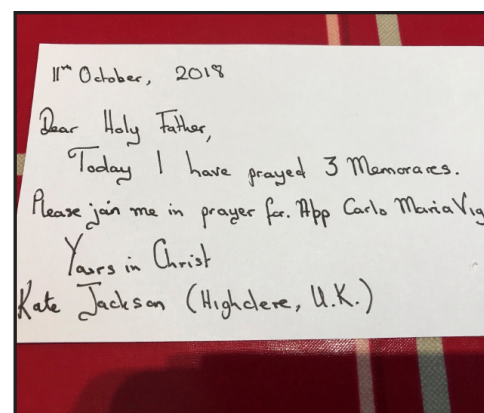 11th October, 2018
Dear Holy Father,
Today I have prayed 3 Memorares.
Please join me in prayer for. App Carlo Maria Vig
Yours in Christ
Kate Jackson (Highclere, U.K.)